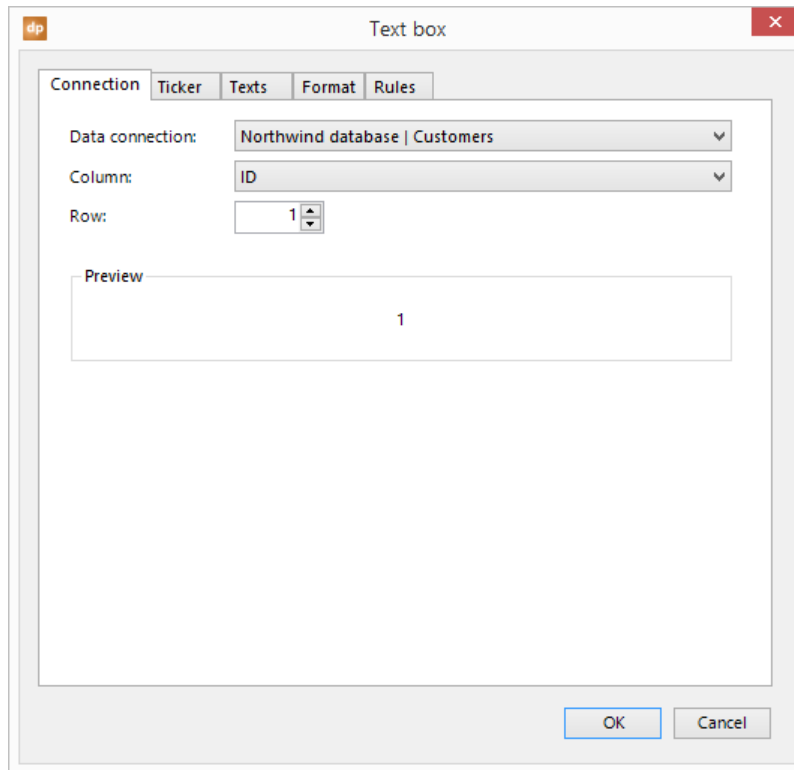 dp Text box
Connection Ticker Texts Format Rules
Data connection: Northwind database | Customers
Column: ID
Row: 1
Preview
1
OK Cancel